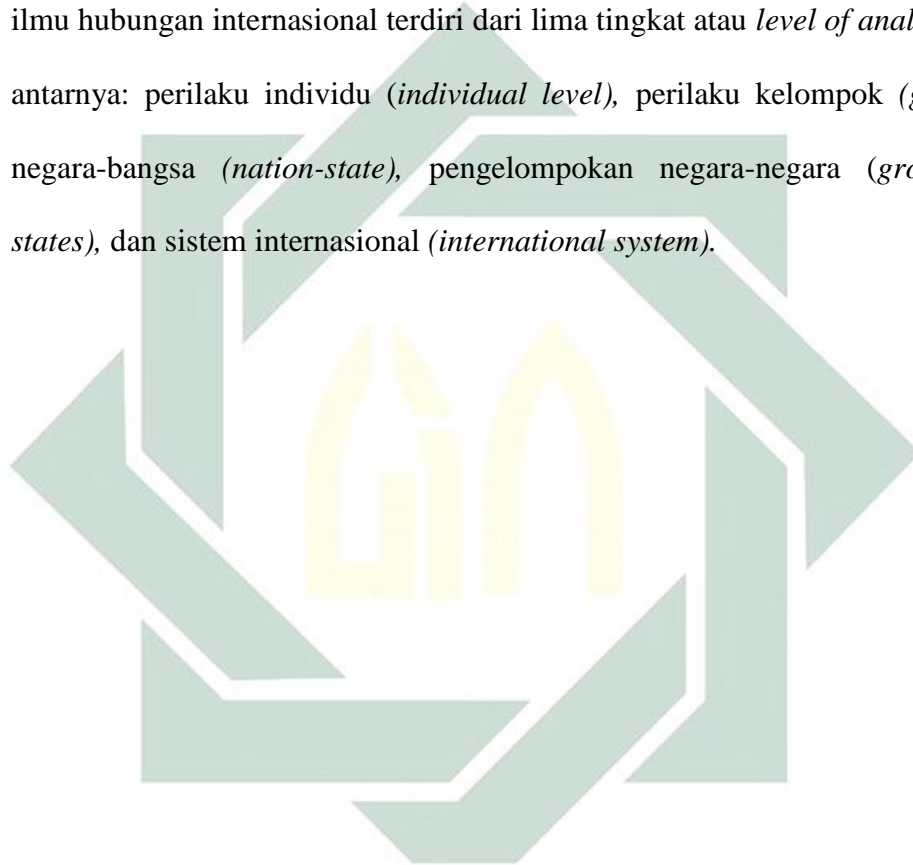 ilmu hubungan internasional terdiri dari lima tingkat atau level of anal
antarnya: perilaku individu (individual level), perilaku kelompok (g
negara-bangsa (nation-state), pengelompokan negara-negara (gro
states), dan sistem internasional (international system).